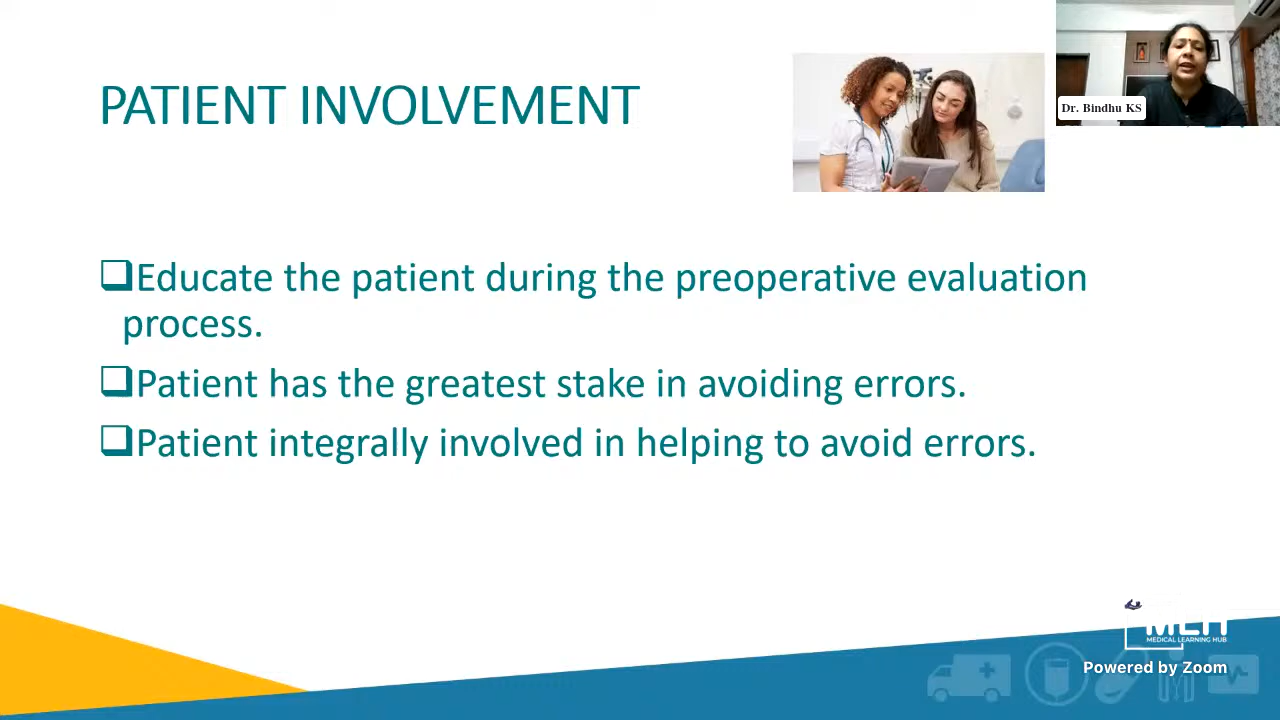 PATIENT INVOLVEMENT
Dr. Bindhu KS
❑Educate the patient during the preoperative evaluation
process.
❑Patient has the greatest stake in avoiding errors.
❑Patient integrally involved in helping to avoid errors.
MEDICAL LEARNING HUB
Powered by Zoom